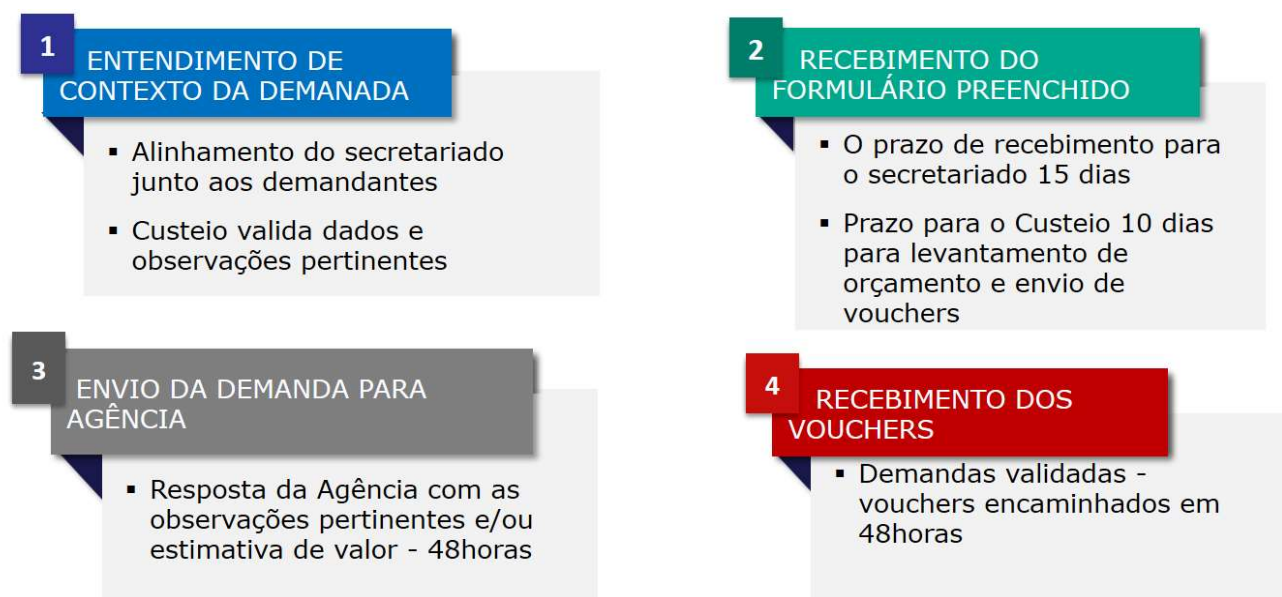 1
ENTENDIMENTO DE
CONTEXTO DA DEMANADA
▪ Alinhamento do secretariado
junto aos demandantes
▪ Custeio valida dados e
observações pertinentes
2
RECEBIMENTO DO
FORMULÁRIO PREENCHIDO
▪ O prazo de recebimento para
o secretariado 15 dias
▪ Prazo para o Custeio 10 dias
para levantamento de
orçamento e envio de
vouchers
3
ENVIO DA DEMANDA PARA
AGÊNCIA
▪ Resposta da Agência com as
observações pertinentes e/ou
estimativa de valor - 48horas
4
RECEBIMENTO DOS
VOUCHERS
▪ Demandas validadas -
vouchers encaminhados em
48horas